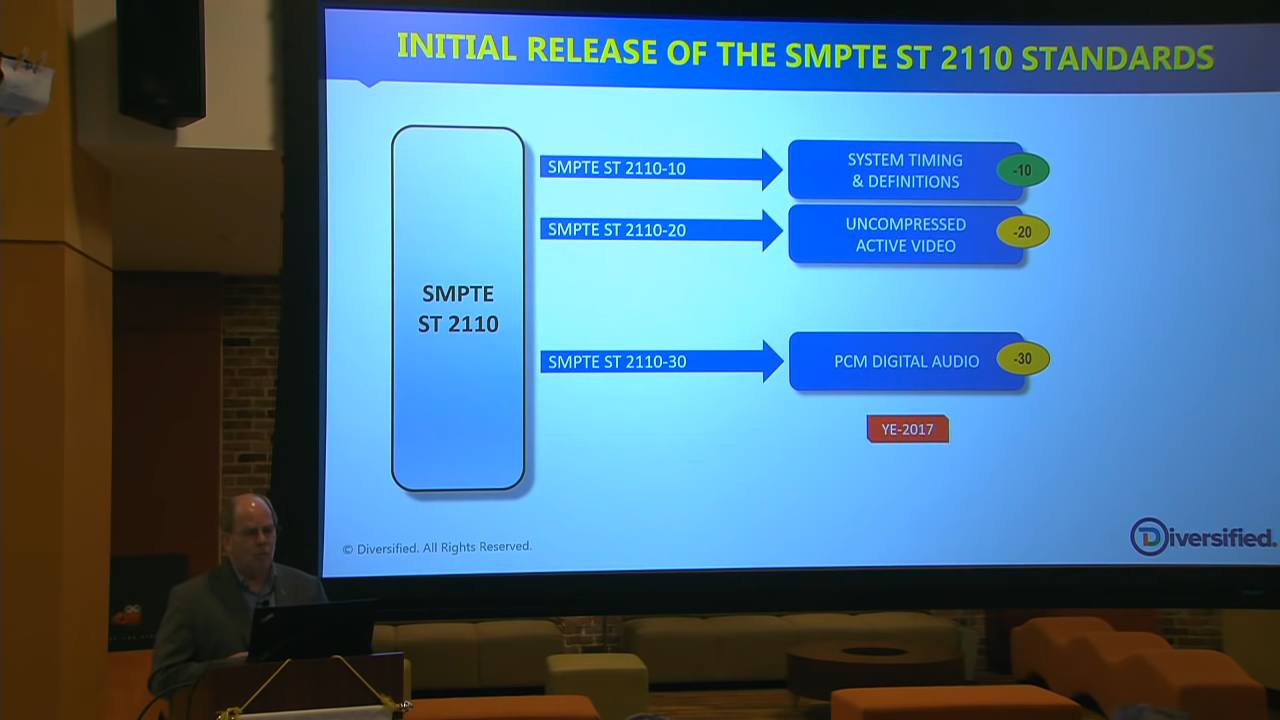 INITIAL RELEASE OF THE SMPTE ST 2110 STANDARDS
SMPTE
ST 2110
SMPTE ST 2110-10
SYSTEM TIMING
& DEFINITIONS
-10
SMPTE ST 2110-20
UNCOMPRESSED
ACTIVE VIDEO
-20
SMPTE ST 2110-30
PCM DIGITAL AUDIO
-30
YE-2017
© Diversified. All Rights Reserved.
Diversified.